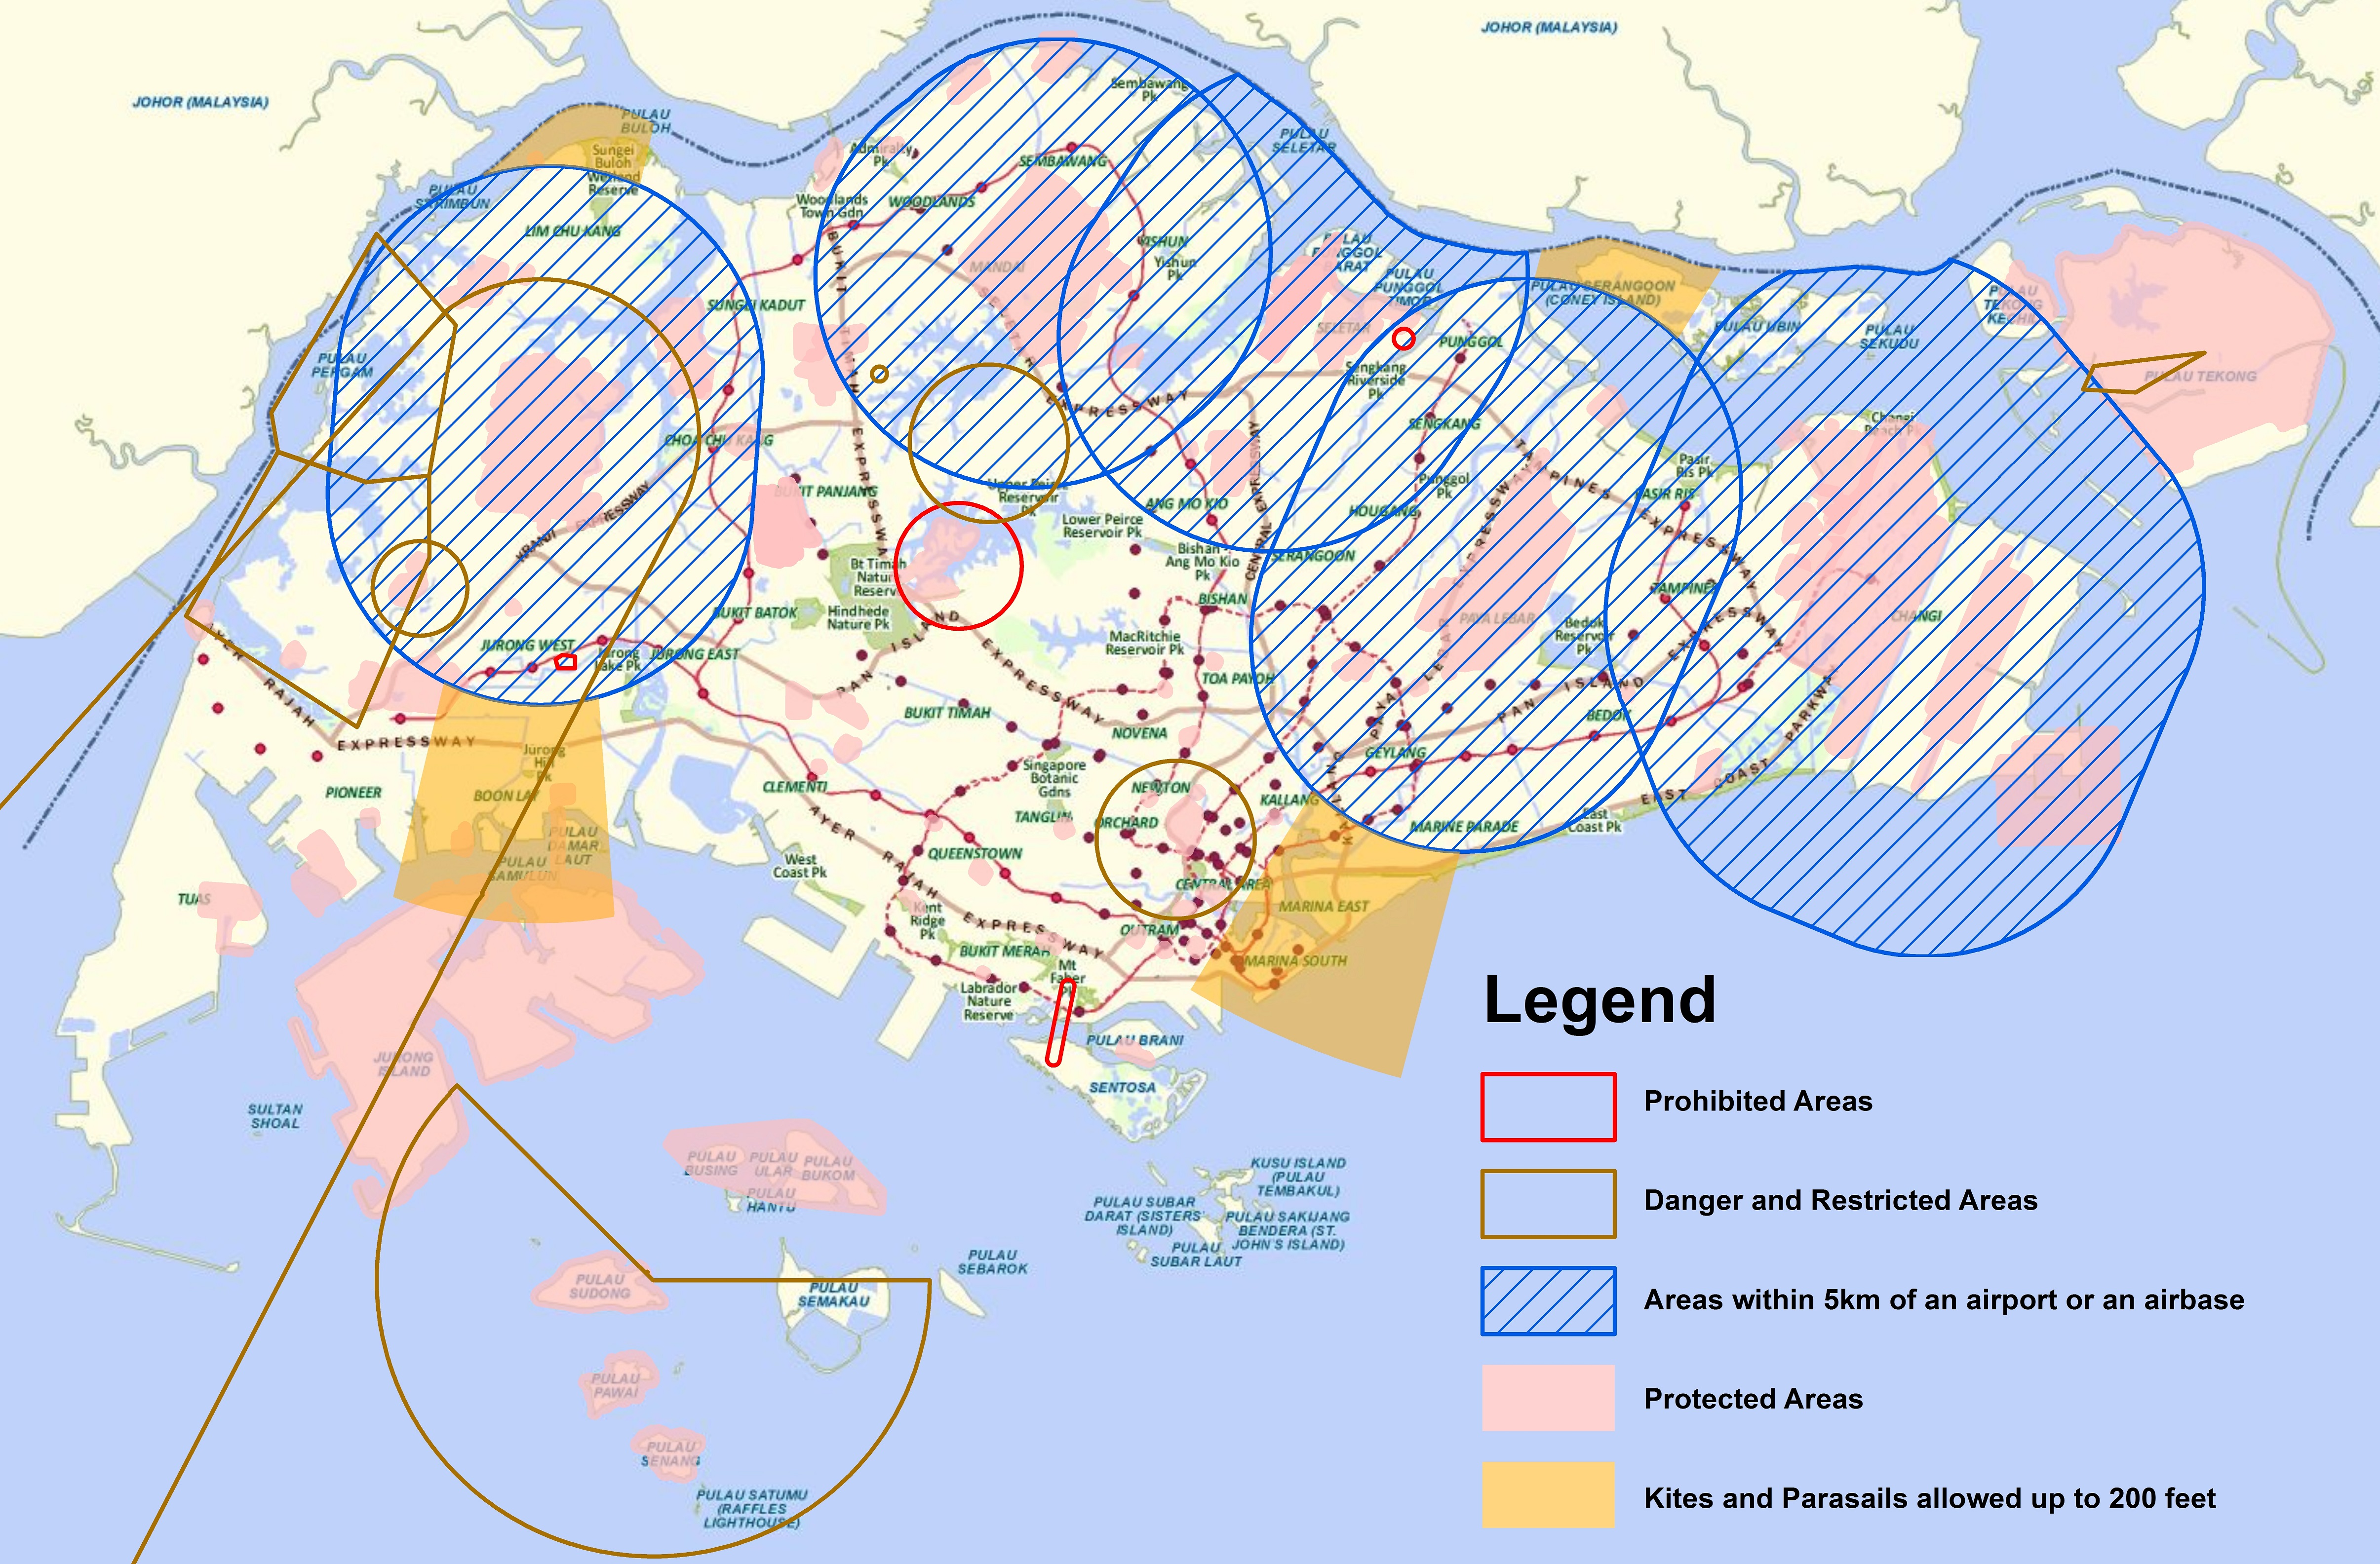 JOHOR (MALAYSIA)
JOHOR (MALAYSIA)
PULAU
BULOH
Sungei
Buloh
Wetland
Reserve
PULAU
SARIMBUN
LIM CHU KANG
PULAU
PERGAM
SUNGEI KADUT
CHOA CHU KANG
KRANJI
EXPRESSWAY
EXPRESSWAY
JURONG WEST
Jurong
Lake Pk
JURONG EAST
BUKIT BATOK
BUKIT PANJANG
Sembawang
Pk
Admiralty
Pk
SEMBAWANG
Woodlands
Town Gdn
WOODLANDS
BUKIT
TIMAH
EXPRESSWAY
MANDAI
SELETAR
EXPRESSWAY
YISHUN
Yishun
Pk
PULAU
SELETAR
PULAU
PUNGGOL
BARAT
PULAU
PUNGGOL
TIMOR
SELETAR
PUNGGOL
Sengkang
Riverside
Pk
SENGKANG
Punggol
Pk
HOUGANG
PULAU SERANGOON
(CONEY ISLAND)
PULAU UBIN
PULAU
SEKUDU
PULAU
TEKONG
KECHIL
PULAU TEKONG
Changi
Beach Pk
Pasir
Ris Pk
PASIR RIS
TAMPINES
EXPRESSWAY
TAMPINES
CHANGI
EXPRESSWAY
PAYA LEBAR
Bedok
Reservoir
Pk
BEDOK
PAN ISLAND
EXPRESSWAY
Upper Peirce
Reservoir
Pk
Lower Peirce
Reservoir Pk
ANG MO KIO
Bishan -
Ang Mo Kio
Pk
SERANGOON
CENTRAL
EXPRESSWAY
BISHAN
Bt Timah
Nature
Reserve
Hindhede
Nature Pk
MacRitchie
Reservoir Pk
TOA PAYOH
PAN ISLAND EXPRESSWAY
BUKIT TIMAH
NOVENA
PAYA LEBAR
GEYLANG
KALLANG
MARINE PARADE
East
Coast Pk
EAST COAST PARKWAY
Singapore
Botanic
Gdns
NEWTON
TANGLIN
ORCHARD
CENTRAL AREA
MARINA EAST
MARINA SOUTH
OUTRAM
QUEENSTOWN
CLEMENTI
West
Coast Pk
AYER RAJAH EXPRESSWAY
Kent
Ridge
Pk
BUKIT MERAH
Mt
Faber
Pk
Labrador
Nature
Reserve
PULAU BRANI
SENTOSA
AYER
RAJAH
EXPRESSWAY
PIONEER
Jurong
Hill
Pk
BOON LAY
PULAU
DAMAR
LAUT
PULAU
SAMULUN
TUAS
JURONG
ISLAND
SULTAN
SHOAL
PULAU
BUSING
PULAU
ULAR
PULAU
BUKOM
PULAU
HANTU
PULAU
SUDONG
PULAU
SEMAKAU
PULAU
SEBAROK
PULAU
PAWAI
PULAU
SENANG
PULAU SATUMU
(RAFFLES
LIGHTHOUSE)
KUSU ISLAND
(PULAU
TEMBAKUL)
PULAU SUBAR
DARAT (SISTERS'
ISLAND)
PULAU SAKIJANG
BENDERA (ST.
JOHN'S ISLAND)
PULAU
SUBAR LAUT
Legend
Prohibited Areas
Danger and Restricted Areas
Areas within 5km of an airport or an airbase
Protected Areas
Kites and Parasails allowed up to 200 feet